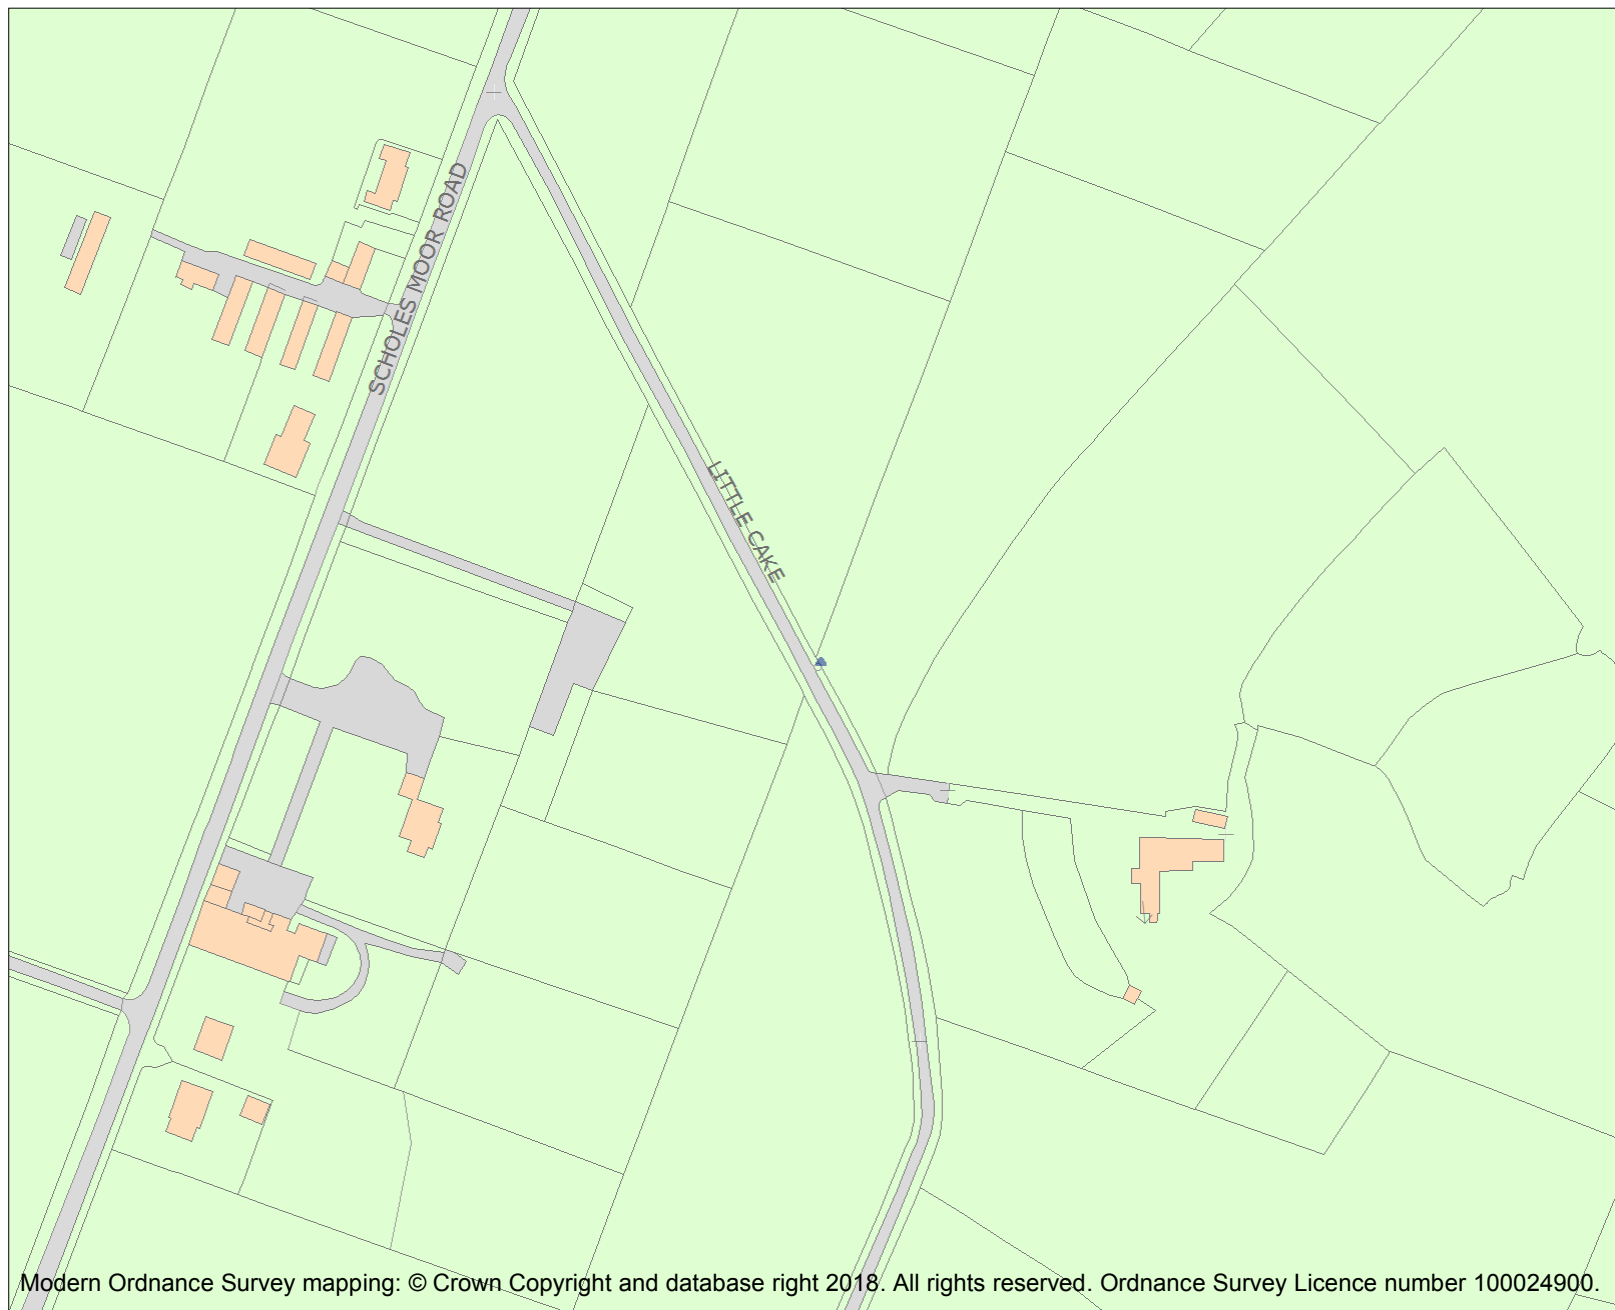 SCHOLES MOOR ROAD
LITTLE CAKE
Modern Ordnance Survey mapping: © Crown Copyright and database right 2018. All rights reserved. Ordnance Survey Licence number 100024900.